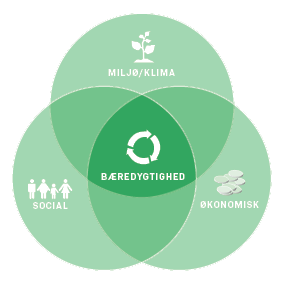 MILJØ/KLIMA
BÆREDYGTIGHED
SOCIAL
ØKONOMISK